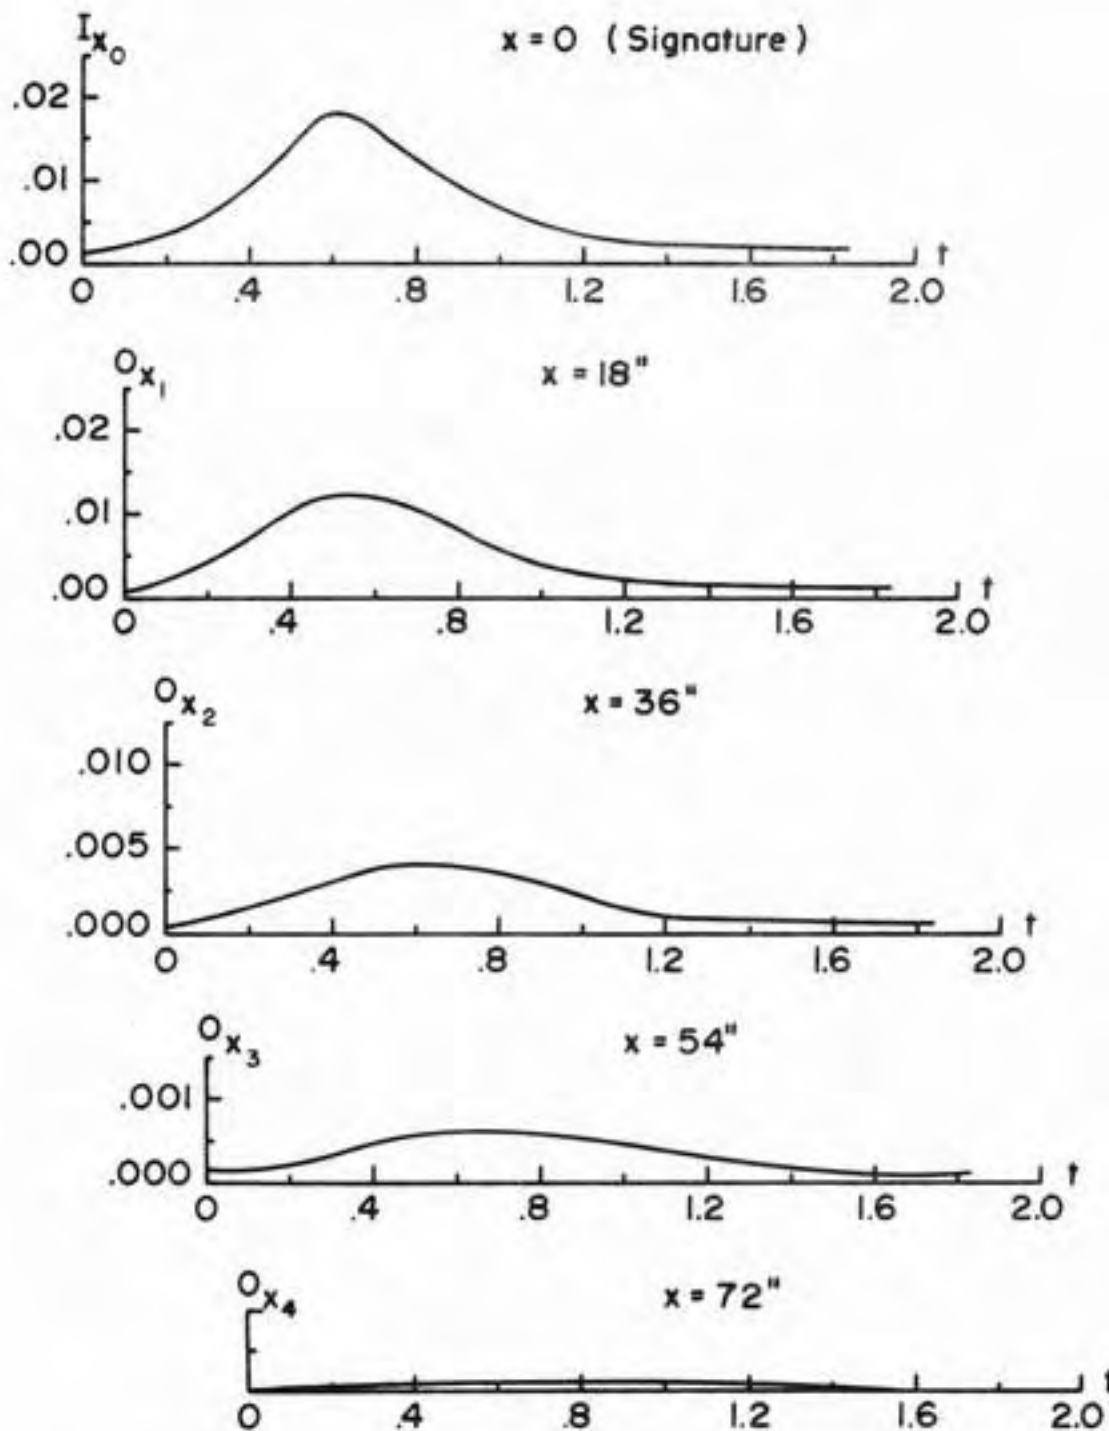 I x₀
x = 0 (Signature)
.02
.01
.00
0 .4 .8 1.2 1.6 2.0 t
O x₁
x = 18"
.02
.01
.00
0 .4 .8 1.2 1.6 2.0 t
O x₂
x = 36"
.010
.005
.000
0 .4 .8 1.2 1.6 2.0 t
O x₃
x = 54"
.001
.000
0 .4 .8 1.2 1.6 2.0 t
O x₄
x = 72"
0 .4 .8 1.2 1.6 2.0